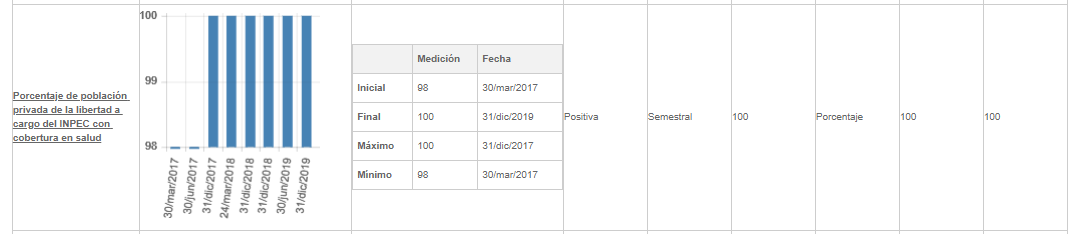 Porcentaje de población
privada de la libertad a
cargo del INPEC con
cobertura en salud
100
99
98
30/mar/2017
30/jun/2017
31/dic/2017
24/mar/2018
31/dic/2018
31/dic/2018
30/jun/2019
31/dic/2019
Medición Fecha
Inicial 98 30/mar/2017
Final 100 31/dic/2019
Máximo 100 31/dic/2017
Mínimo 98 30/mar/2017
Positiva Semestral 100 Porcentaje 100 100